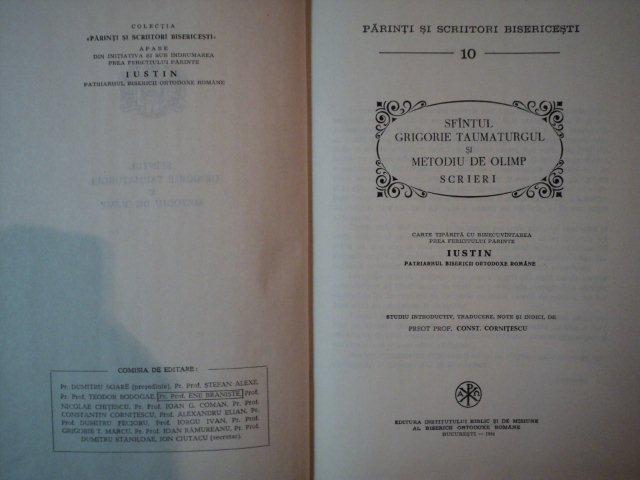 COLECȚIA
«PĂRINȚI ȘI SCRIITORI BISERICEȘTI»
APARE
DIN INIȚIATIVA ȘI SUB ÎNDRUMAREA
PREA FERICITULUI PĂRINTE
IUSTIN
PATRIARHUL BISERICII ORTODOXE ROMÂNE
COMISIA DE EDITARE :
Pr. DUMITRU SOARE (președinte), Pr. Prof. ȘTEFAN ALEXE,
Pr. Prof. TEODOR BODOGAE, Pr. Prof. ENE BRANIȘTE, Prof.
NICOLAE CHIȚESCU, Pr. Prof. IOAN G. COMAN, Pr. Prof.
CONSTANTIN CORNIȚESCU, Prof. ALEXANDRU ELIAN, Pr.
Prof. DUMITRU FECIORU, Prof. IORGU IVAN, Pr. Prof.
GRIGORIE T. MARCU, Pr. Prof. IOAN RĂMUREANU, Pr. Prof.
DUMITRU STĂNILOAE, ION CIUTACU (secretar).
PĂRINȚI ȘI SCRIITORI BISERICEȘTI
10
SFÎNTUL
GRIGORIE TAUMATURGUL
ȘI
METODIU DE OLIMP
SCRIERI
CARTE TIPĂRITĂ CU BINECUVÎNTAREA
PREA FERICITULUI PĂRINTE
IUSTIN
PATRIARHUL BISERICII ORTODOXE ROMÂNE
STUDIU INTRODUCTIV, TRADUCERE, NOTE ȘI INDICI, DE
PREOT PROF. CONST. CORNIȚESCU
EDITURA INSTITUTULUI BIBLIC ȘI DE MISIUNE
AL BISERICII ORTODOXE ROMÂNE
BUCUREȘTI —